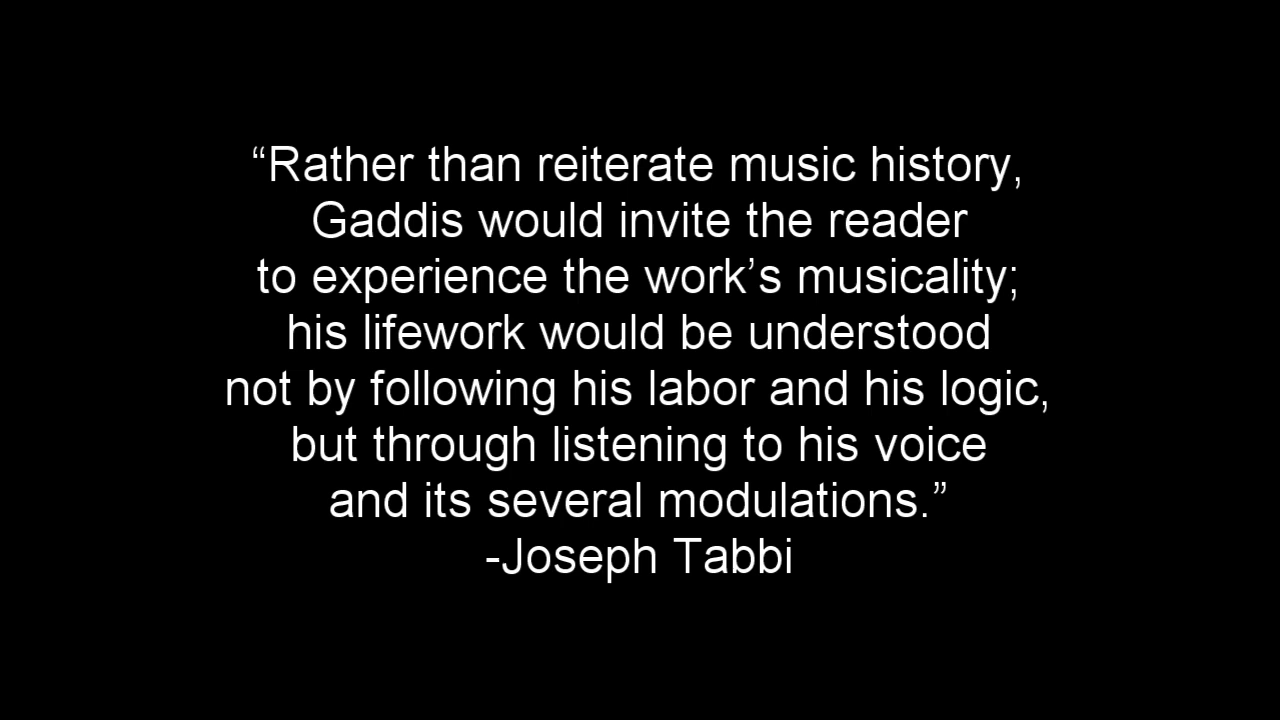 “Rather than reiterate music history,
Gaddis would invite the reader
to experience the work’s musicality;
his lifework would be understood
not by following his labor and his logic,
but through listening to his voice
and its several modulations.”
-Joseph Tabbi